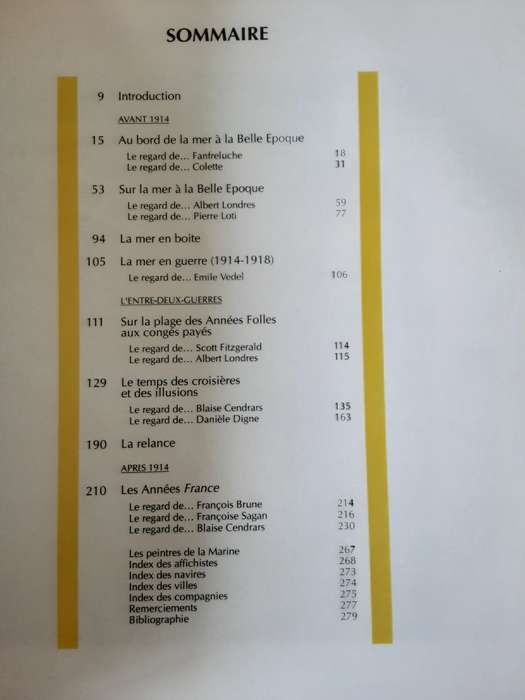 SOMMAIRE
9 Introduction
AVANT 1914
15 Au bord de la mer à la Belle Epoque
Le regard de... Fanfreluche 18
Le regard de... Colette 31
53 Sur la mer à la Belle Epoque
Le regard de... Albert Londres 59
Le regard de... Pierre Loti 77
94 La mer en boite
105 La mer en guerre (1914-1918)
Le regard de... Emile Vedel 106
L'ENTRE-DEUX-GUERRES
111 Sur la plage des Années Folles
aux congés payés
Le regard de... Scott Fitzgerald 114
Le regard de... Albert Londres 115
129 Le temps des croisières
et des illusions
Le regard de... Blaise Cendrars 135
Le regard de... Danièle Digne 163
190 La relance
APRES 1914
210 Les Années France
Le regard de... François Brune 214
Le regard de... Françoise Sagan 216
Le regard de... Blaise Cendrars 230
Les peintres de la Marine 267
Index des affichistes 268
Index des navires 273
Index des villes 274
Index des compagnies 275
Remerciements 277
Bibliographie 279